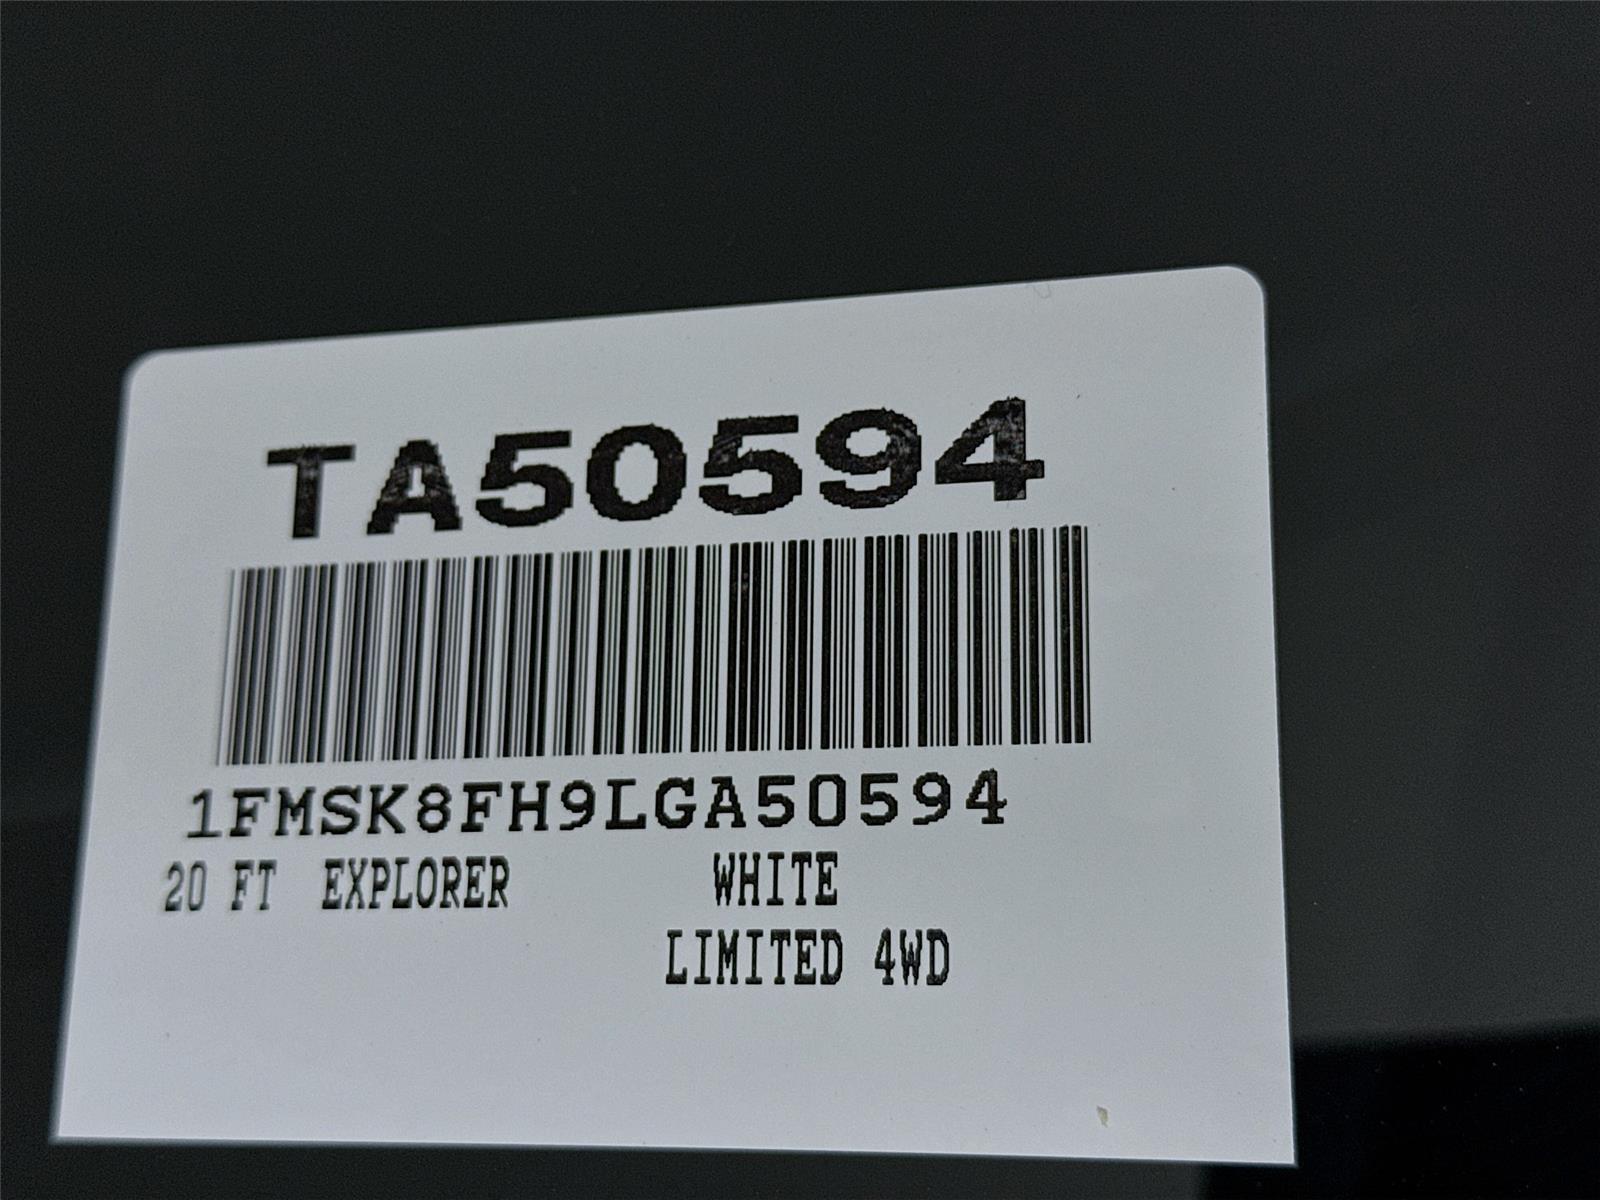 TA50594
1FMSK8FH9LGA50594
20 FT EXPLORER WHITE
LIMITED 4WD